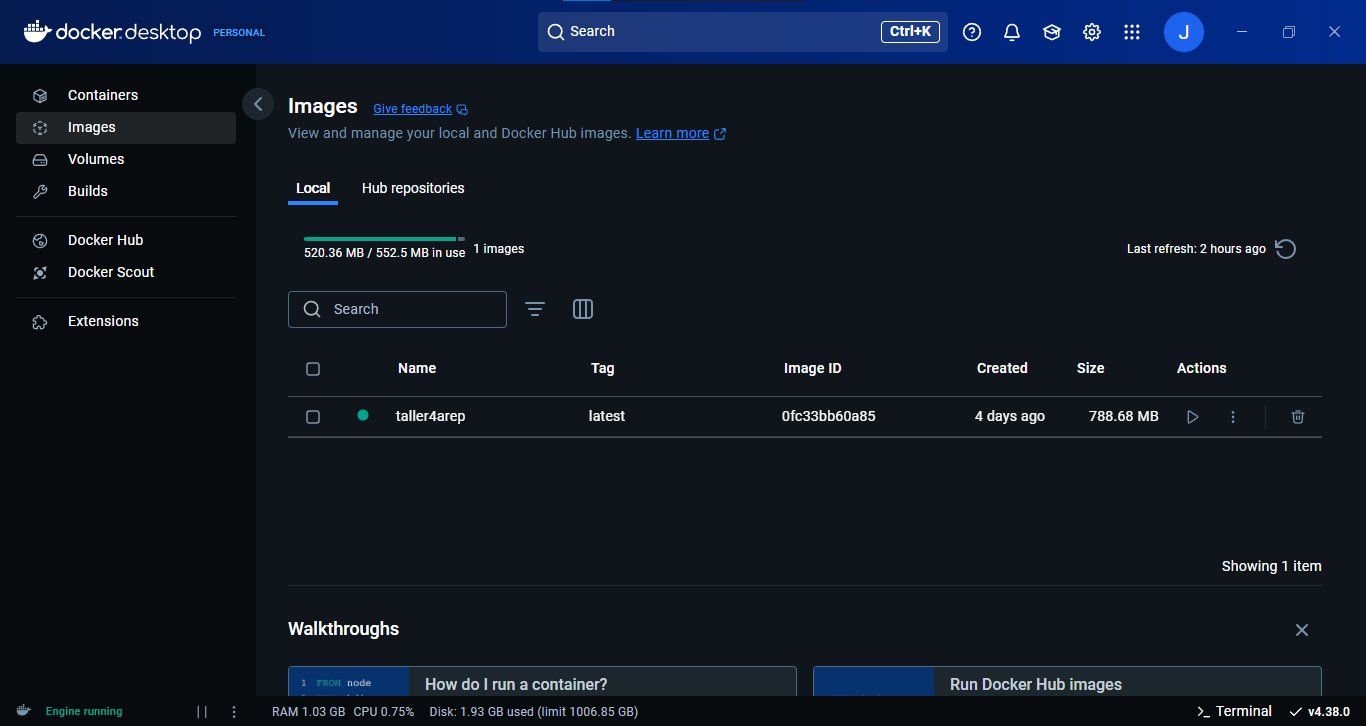 docker.desktop PERSONAL
Search Ctrl+K
J
Containers
Images
Volumes
Builds
Docker Hub
Docker Scout
Extensions
Images Give feedback
View and manage your local and Docker Hub images. Learn more
Local Hub repositories
520.36 MB / 552.5 MB in use 1 images
Last refresh: 2 hours ago
Search
Name Tag Image ID Created Size Actions
taller4arep latest 0fc33bb60a85 4 days ago 788.68 MB
Showing 1 item
Walkthroughs
1 FROM node
How do I run a container?
Run Docker Hub images
Engine running
RAM 1.03 GB CPU 0.75% Disk: 1.93 GB used (limit 1006.85 GB)
>_ Terminal v4.38.0